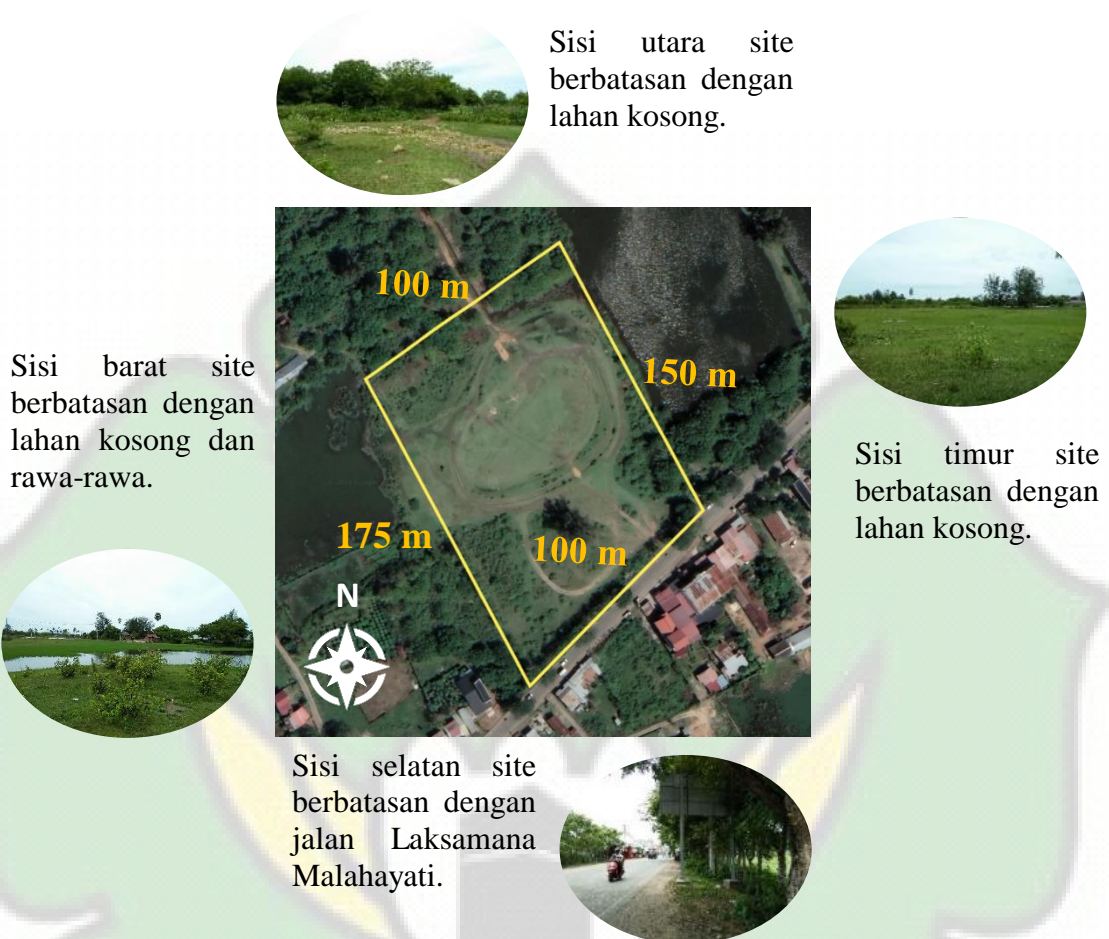 Sisi utara site
berbatasan dengan
lahan kosong.
100 m
150 m
Sisi barat site
berbatasan dengan
lahan kosong dan
rawa-rawa.
Sisi timur site
berbatasan dengan
lahan kosong.
175 m
100 m
N
Sisi selatan site
berbatasan dengan
jalan Laksamana
Malahayati.